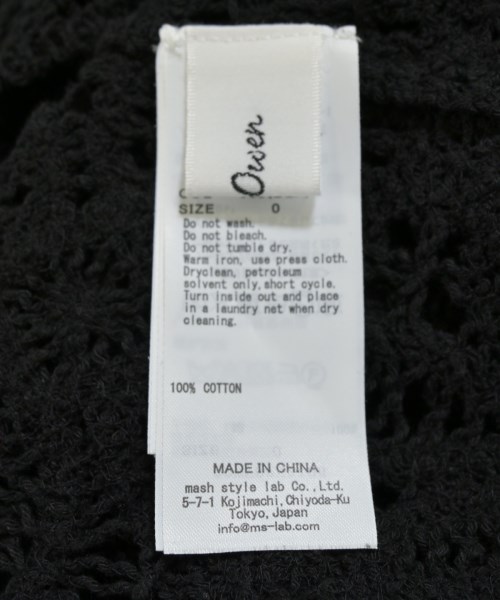 Owen
SIZE 0
Do not wash.
Do not bleach.
Do not tumble dry.
Warm iron, use press cloth.
Dryclean, petroleum
solvent only,short cycle.
Turn inside out and place
in a laundry net when dry
cleaning.
100% COTTON
MADE IN CHINA
mash style lab Co.,Ltd.
5-7-1 Kojimachi,Chiyoda-Ku
Tokyo,Japan
info@ms-lab.com